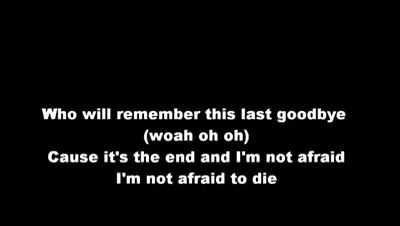 Who will remember this last goodbye
(woah oh oh)
Cause it's the end and I'm not afraid
I'm not afraid to die